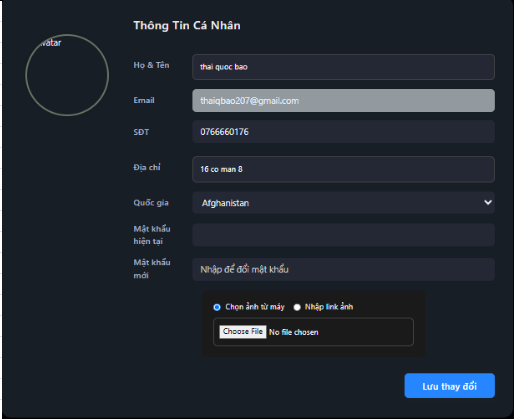 vatar
Thông Tin Cá Nhân
Họ & Tên
thai quoc bao
Email
thaiqbao207@gmail.com
SĐT
0766660176
Địa chỉ
16 co man 8
Quốc gia
Afghanistan
Mật khẩu
hiện tại
Mật khẩu
mới
Nhập để đổi mật khẩu
Chọn ảnh từ máy Nhập link ảnh
Choose File No file chosen
Lưu thay đổi